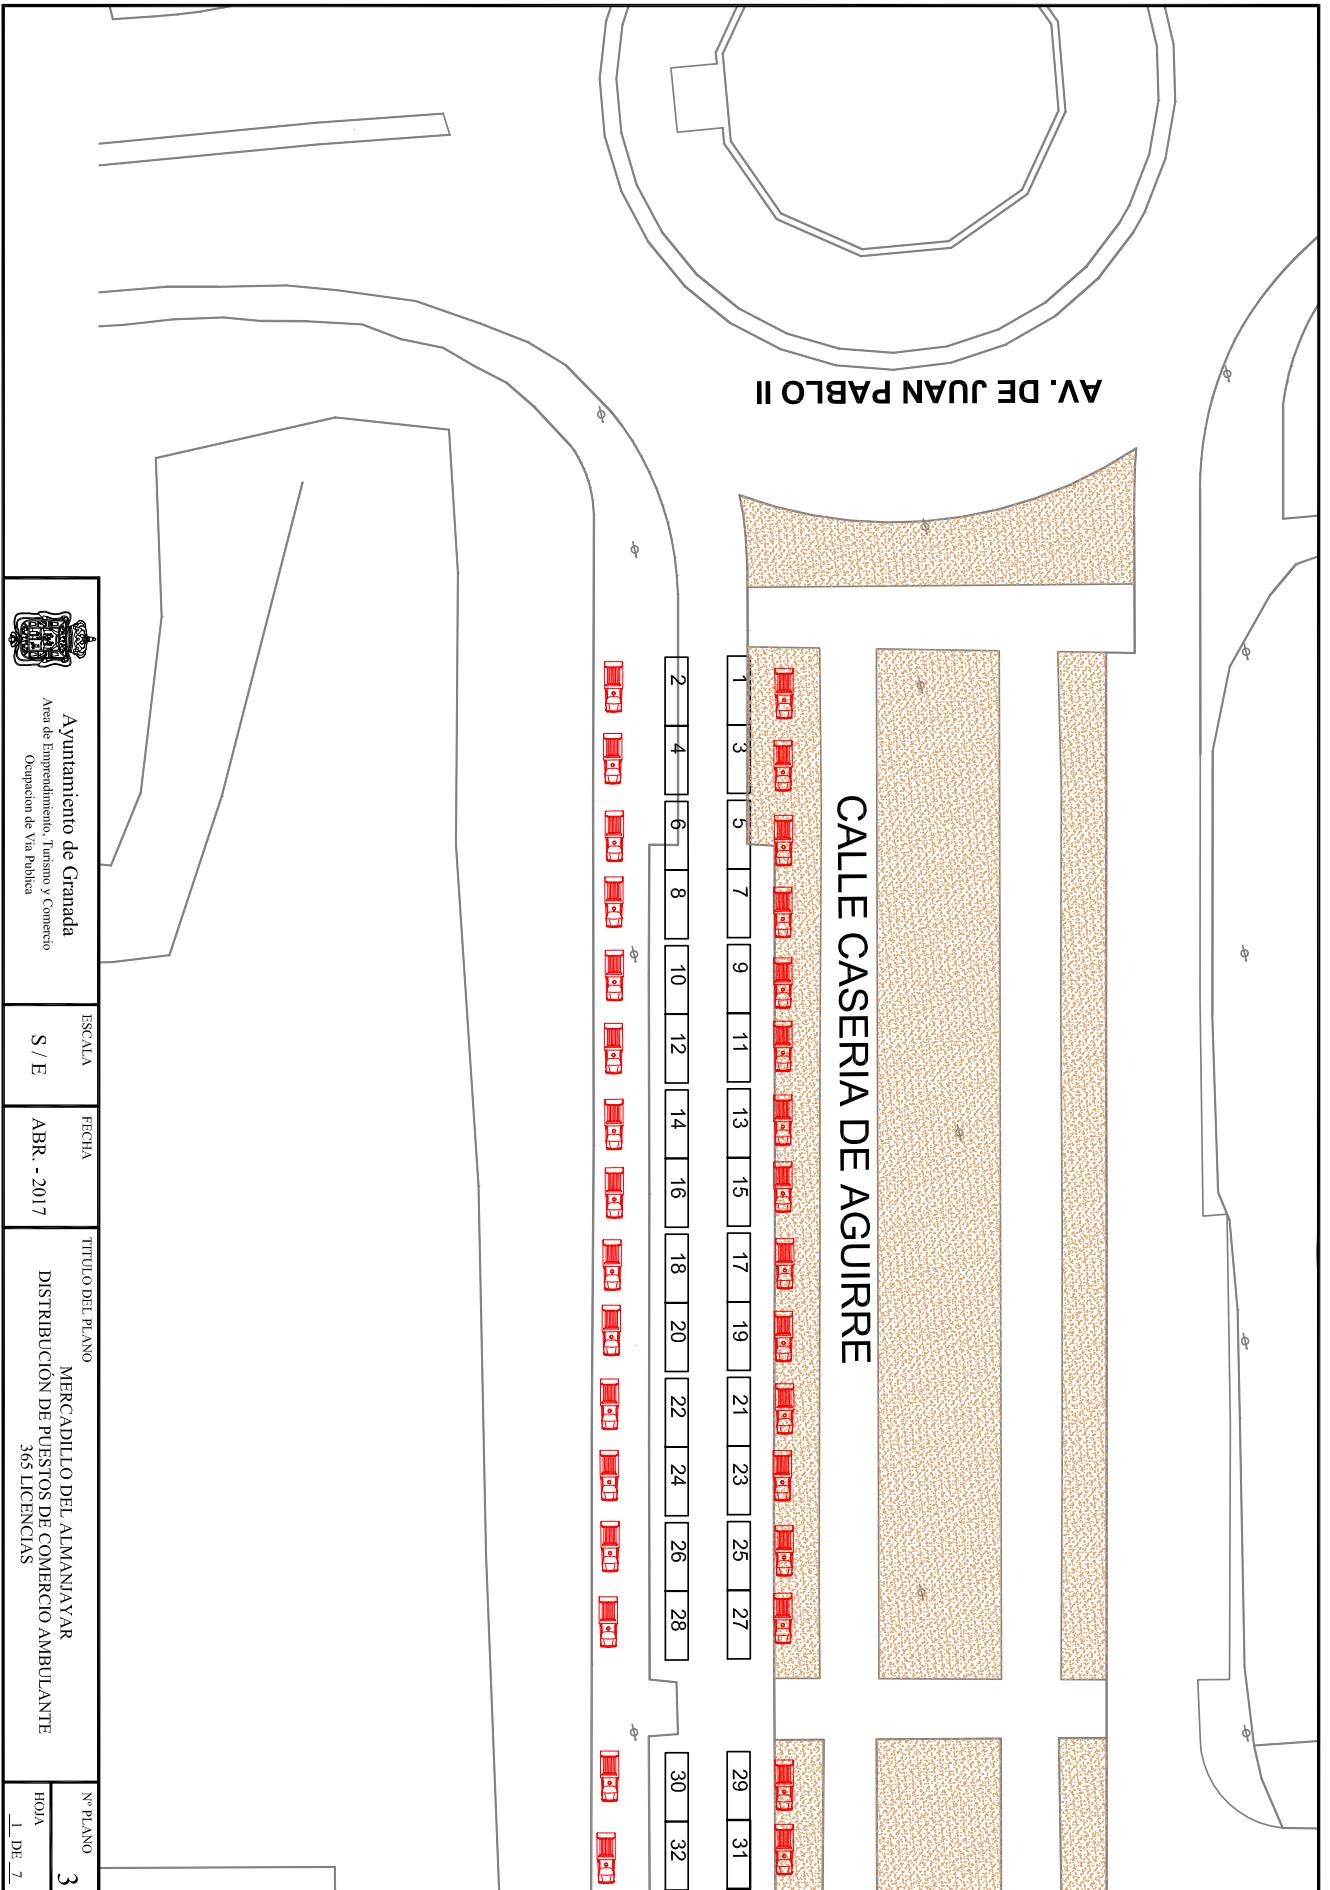 AV. DE JUAN PABLO II
CALLE CASERIA DE AGUIRRE
1 3 5 7 9 11 13 15 17 19 21 23 25 27 29 31
2 4 6 8 10 12 14 16 18 20 22 24 26 28 30 32
Ayuntamiento de Granada
Area de Emprendimiento, Turismo y Comercio
Ocupacion de Via Publica
ESCALA
S / E
FECHA
ABR. - 2017
TITULO DEL PLANO
MERCADILLO DEL ALMANJAYAR
DISTRIBUCIÓN DE PUESTOS DE COMERCIO AMBULANTE
365 LICENCIAS
Nº PLANO
3
HOJA
1 DE 7